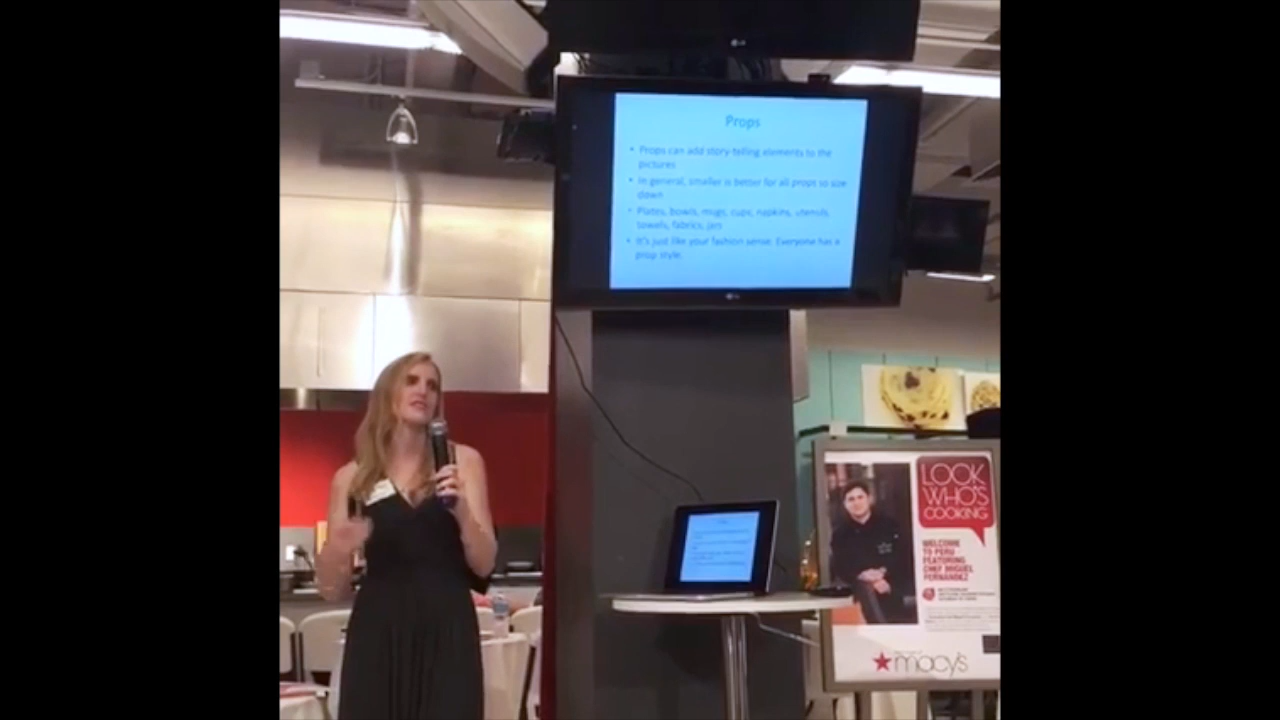 LG
Props
• Props can add story-telling elements to the
pictures
• In general, smaller is better for all props so size
down
• Plates, bowls, mugs, cups, napkins, utensils,
towels, fabrics, jars
• It's just like your fashion sense. Everyone has a
prop style.
LG
LOOK
WHO'S
COOKING
WELCOME
TO PERU
FEATURING
CHEF MIGUEL
FERNANDEZ
macy's